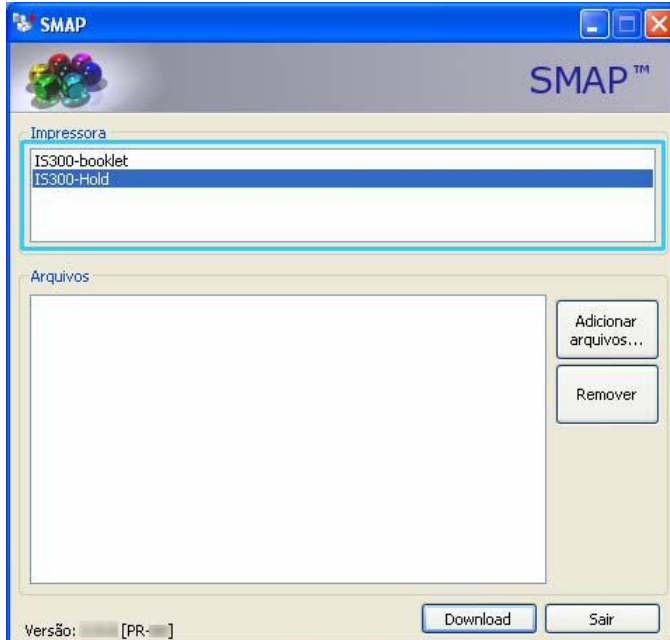 SMAP
SMAP™
Impressora
IS300-booklet
IS300-Hold
Arquivos
Adicionar
arquivos...
Remover
Versão: [PR- ]
Download
Sair